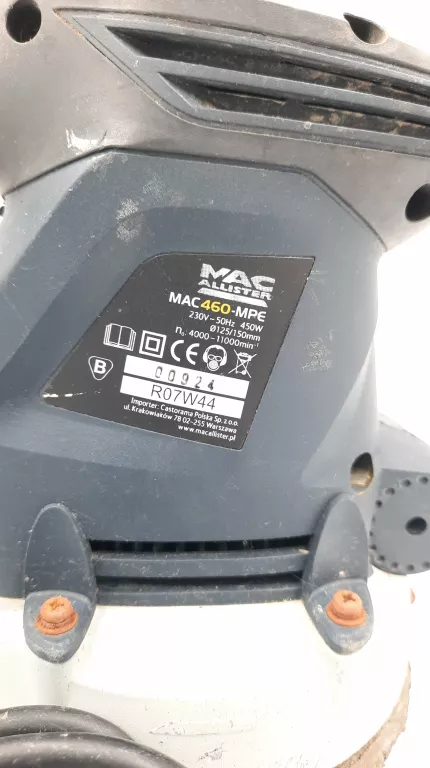 MAC
ALLISTER
MAC460-MPE
230V~50Hz 450W
Ø125/150mm
n₀ 4000-11000min⁻¹
CE
B
00924
R07W44
Importer: Castorama Polska Sp. z o.o.
ul. Krakowiaków 78 02-255 Warszawa
www.macallister.pl